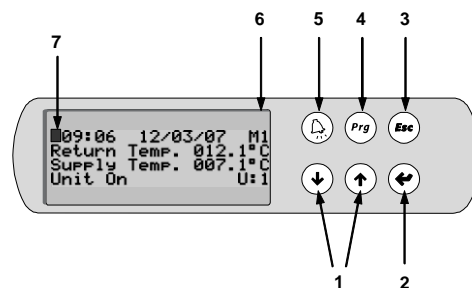 7 6 5 4 3
09:06 12/03/07 M1
Return Temp. 012.1°C
Supply Temp. 007.1°C
Unit On U:1
Prg Esc
1 2